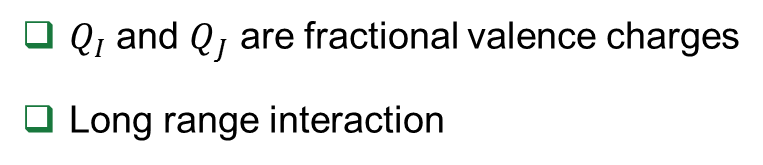 ❑ Q_I and Q_J are fractional valence charges
❑ Long range interaction